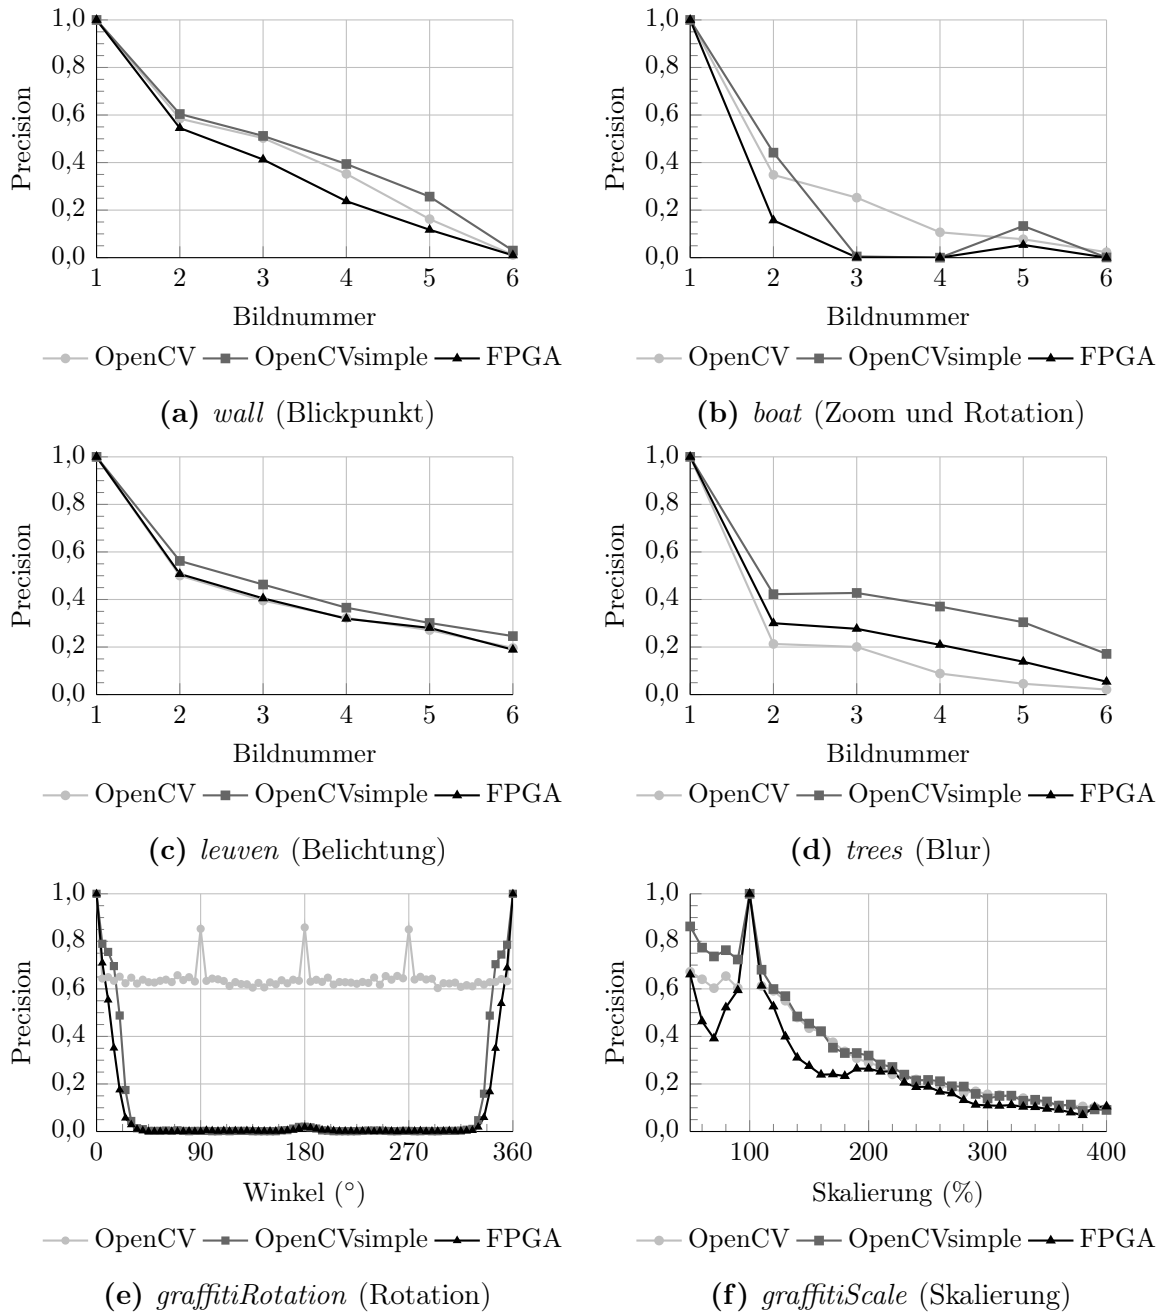 1,0
0,8
0,6
0,4
0,2
0,0
Precision
1 2 3 4 5 6
Bildnummer
OpenCV OpenCVsimple FPGA
(a) wall (Blickpunkt)
1,0
0,8
0,6
0,4
0,2
0,0
Precision
1 2 3 4 5 6
Bildnummer
OpenCV OpenCVsimple FPGA
(b) boat (Zoom und Rotation)
1,0
0,8
0,6
0,4
0,2
0,0
Precision
1 2 3 4 5 6
Bildnummer
OpenCV OpenCVsimple FPGA
(c) leuven (Belichtung)
1,0
0,8
0,6
0,4
0,2
0,0
Precision
1 2 3 4 5 6
Bildnummer
OpenCV OpenCVsimple FPGA
(d) trees (Blur)
1,0
0,8
0,6
0,4
0,2
0,0
Precision
0 90 180 270 360
Winkel (°)
OpenCV OpenCVsimple FPGA
(e) graffitiRotation (Rotation)
1,0
0,8
0,6
0,4
0,2
0,0
Precision
100 200 300 400
Skalierung (%)
OpenCV OpenCVsimple FPGA
(f) graffitiScale (Skalierung)